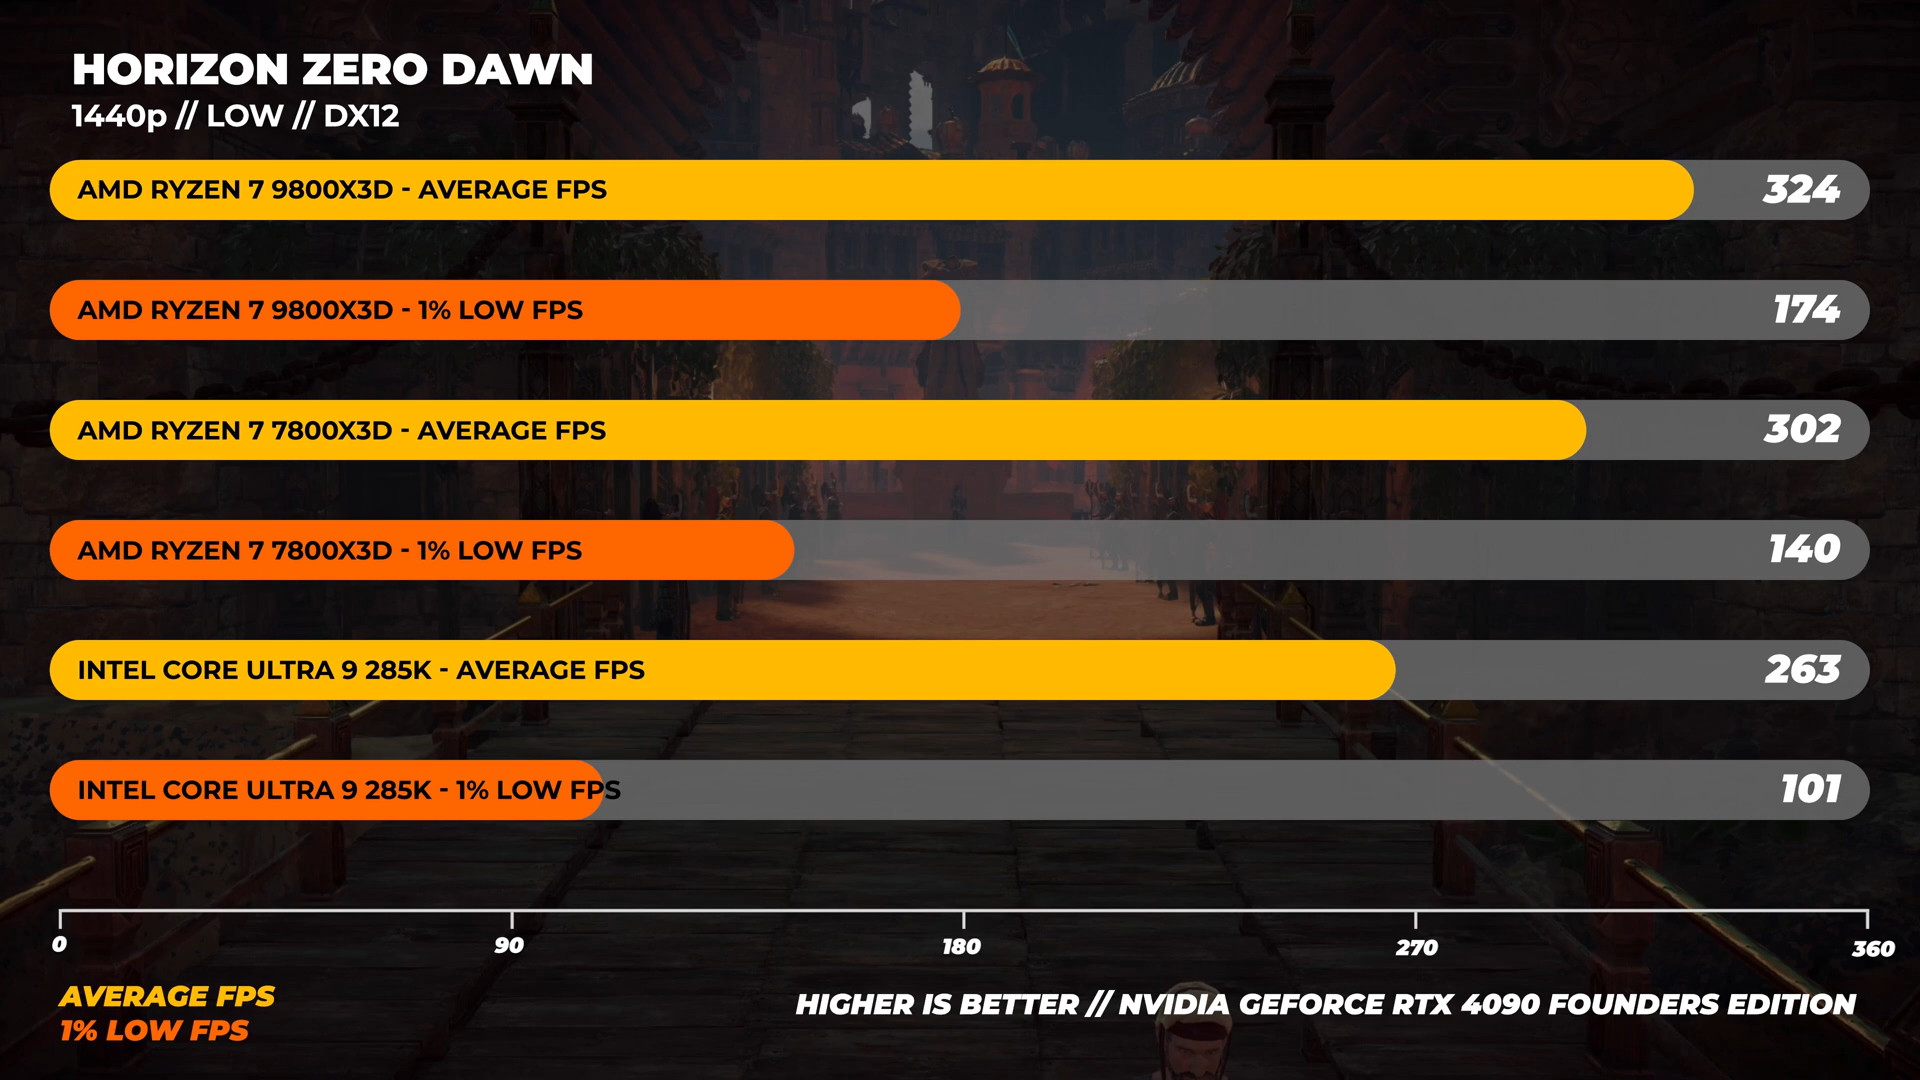 HORIZON ZERO DAWN
1440p // LOW // DX12
AMD RYZEN 7 9800X3D - AVERAGE FPS 324
AMD RYZEN 7 9800X3D - 1% LOW FPS 174
AMD RYZEN 7 7800X3D - AVERAGE FPS 302
AMD RYZEN 7 7800X3D - 1% LOW FPS 140
INTEL CORE ULTRA 9 285K - AVERAGE FPS 263
INTEL CORE ULTRA 9 285K - 1% LOW FPS 101
0 90 180 270 360
AVERAGE FPS
1% LOW FPS
HIGHER IS BETTER // NVIDIA GEFORCE RTX 4090 FOUNDERS EDITION